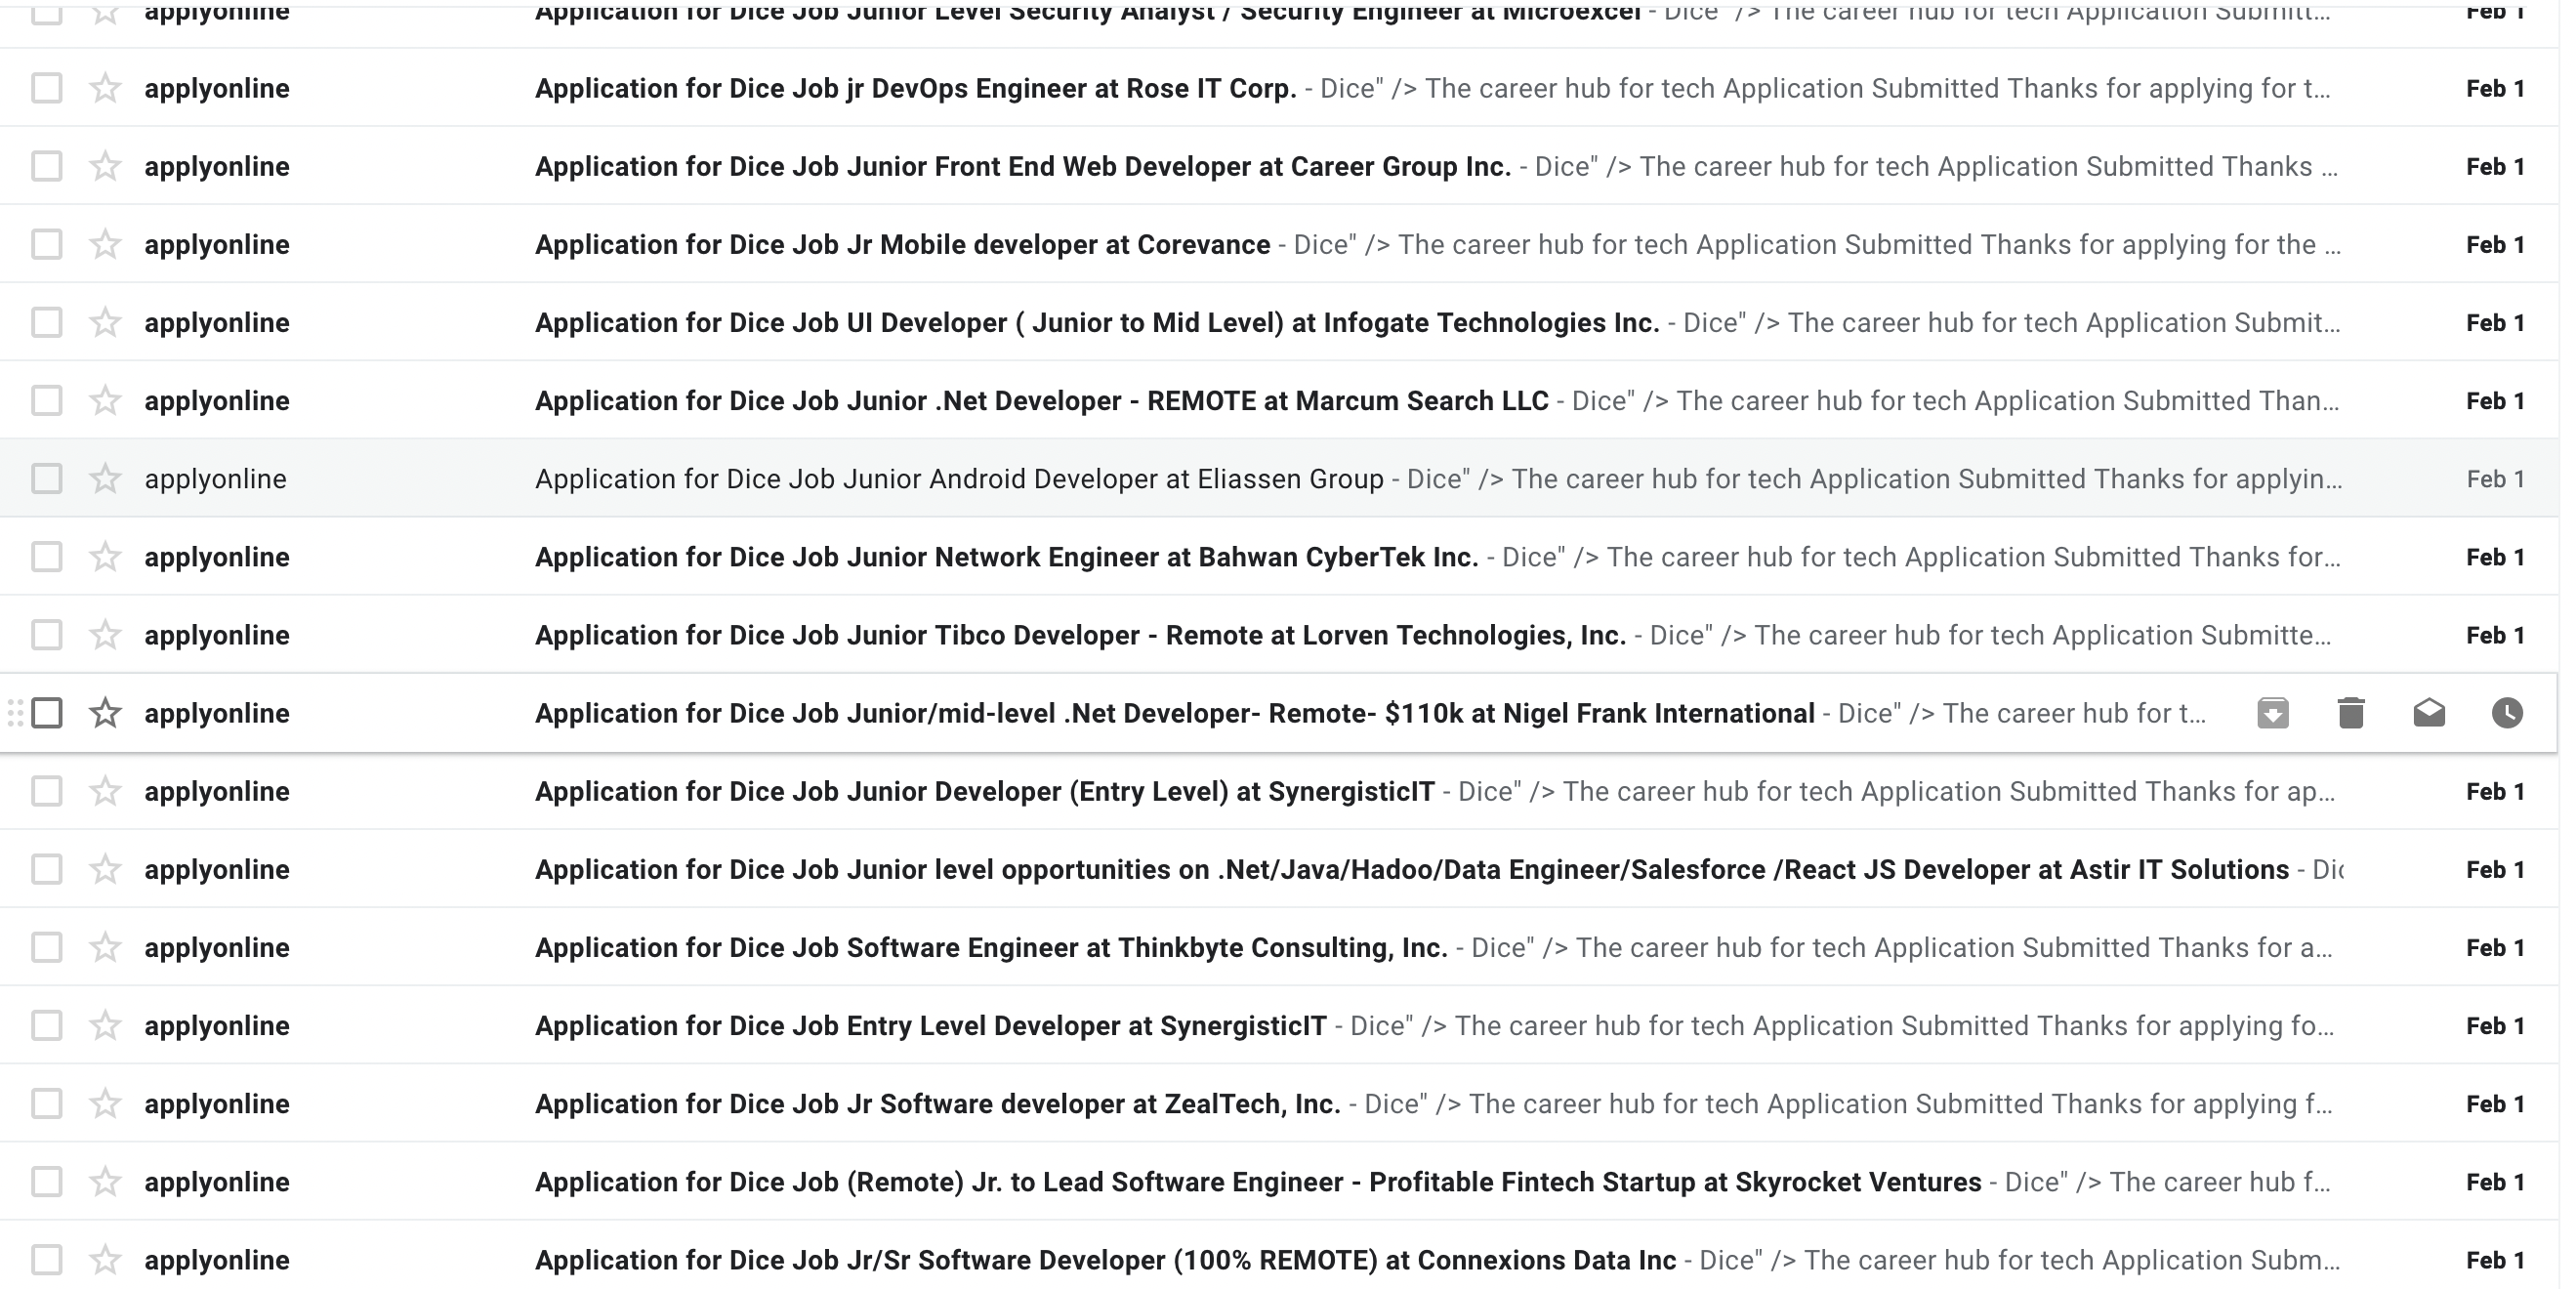 applyonline Application for Dice Job Junior Level Security Analyst / Security Engineer at Microexcel - Dice" /> The career hub for tech Application Submitt... Feb 1
applyonline Application for Dice Job jr DevOps Engineer at Rose IT Corp. - Dice" /> The career hub for tech Application Submitted Thanks for applying for t... Feb 1
applyonline Application for Dice Job Junior Front End Web Developer at Career Group Inc. - Dice" /> The career hub for tech Application Submitted Thanks ... Feb 1
applyonline Application for Dice Job Jr Mobile developer at Corevance - Dice" /> The career hub for tech Application Submitted Thanks for applying for the ... Feb 1
applyonline Application for Dice Job UI Developer ( Junior to Mid Level) at Infogate Technologies Inc. - Dice" /> The career hub for tech Application Submit... Feb 1
applyonline Application for Dice Job Junior .Net Developer - REMOTE at Marcum Search LLC - Dice" /> The career hub for tech Application Submitted Than... Feb 1
applyonline Application for Dice Job Junior Android Developer at Eliassen Group - Dice" /> The career hub for tech Application Submitted Thanks for applyin... Feb 1
applyonline Application for Dice Job Junior Network Engineer at Bahwan CyberTek Inc. - Dice" /> The career hub for tech Application Submitted Thanks for... Feb 1
applyonline Application for Dice Job Junior Tibco Developer - Remote at Lorven Technologies, Inc. - Dice" /> The career hub for tech Application Submitte... Feb 1
applyonline Application for Dice Job Junior/mid-level .Net Developer- Remote- $110k at Nigel Frank International - Dice" /> The career hub for t...
applyonline Application for Dice Job Junior Developer (Entry Level) at SynergisticIT - Dice" /> The career hub for tech Application Submitted Thanks for ap... Feb 1
applyonline Application for Dice Job Junior level opportunities on .Net/Java/Hadoo/Data Engineer/Salesforce /React JS Developer at Astir IT Solutions - Dic Feb 1
applyonline Application for Dice Job Software Engineer at Thinkbyte Consulting, Inc. - Dice" /> The career hub for tech Application Submitted Thanks for a... Feb 1
applyonline Application for Dice Job Entry Level Developer at SynergisticIT - Dice" /> The career hub for tech Application Submitted Thanks for applying fo... Feb 1
applyonline Application for Dice Job Jr Software developer at ZealTech, Inc. - Dice" /> The career hub for tech Application Submitted Thanks for applying f... Feb 1
applyonline Application for Dice Job (Remote) Jr. to Lead Software Engineer - Profitable Fintech Startup at Skyrocket Ventures - Dice" /> The career hub f... Feb 1
applyonline Application for Dice Job Jr/Sr Software Developer (100% REMOTE) at Connexions Data Inc - Dice" /> The career hub for tech Application Subm... Feb 1